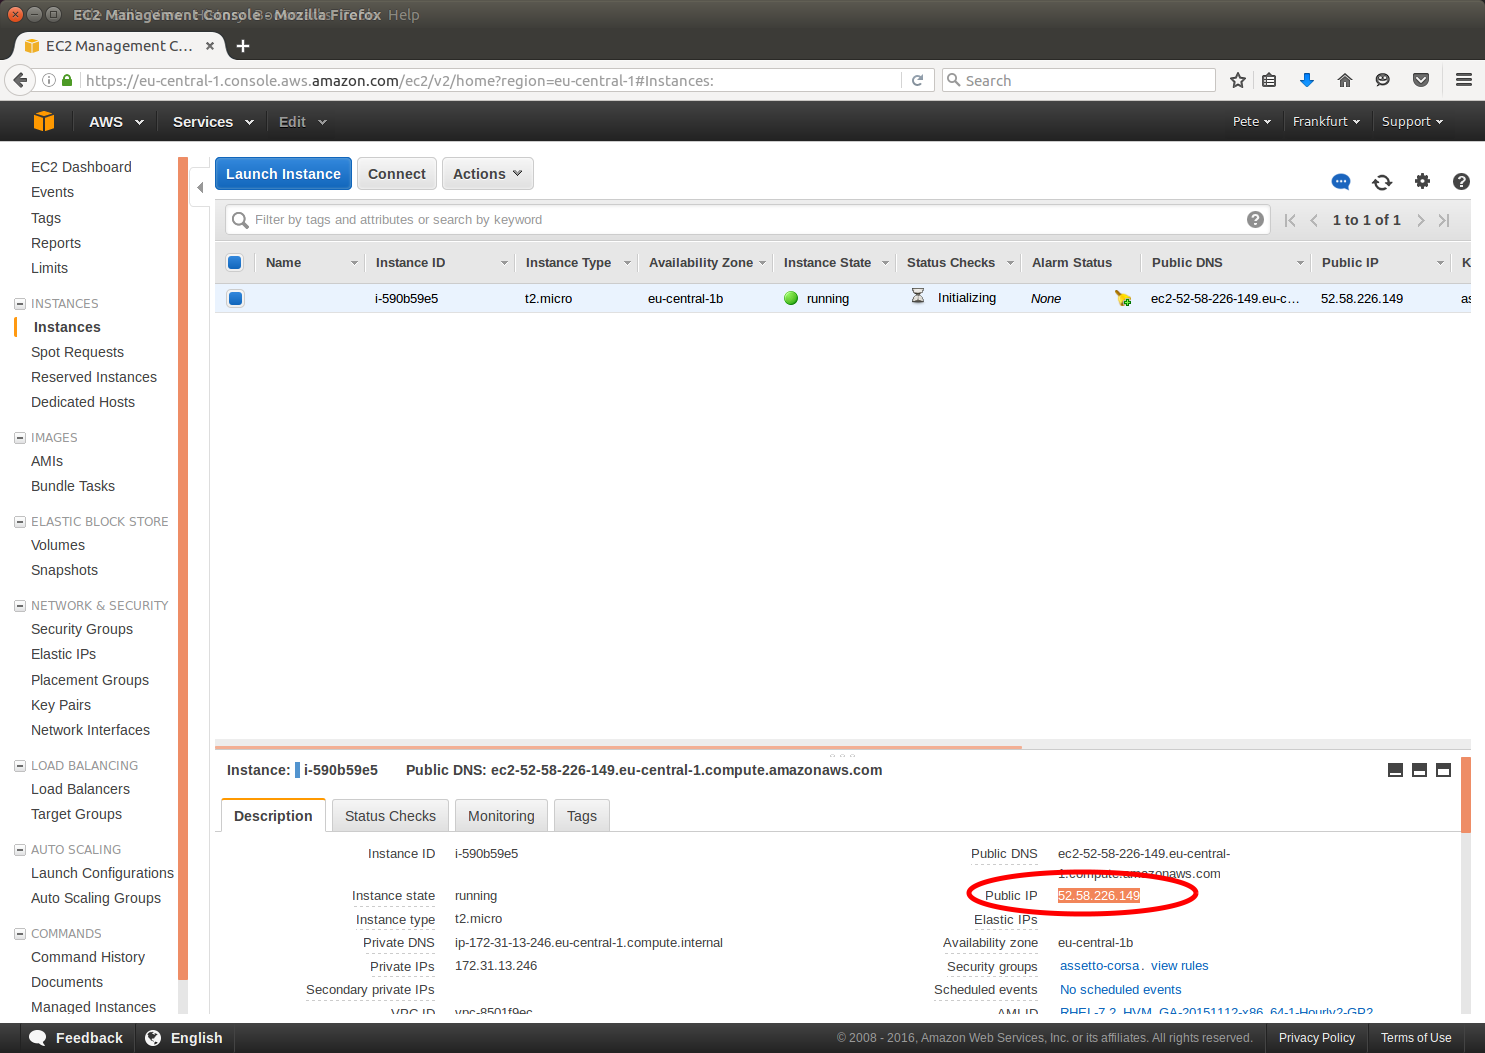 EC2 Management Console - Mozilla Firefox Help
EC2 Management C...
https://eu-central-1.console.aws.amazon.com/ec2/v2/home?region=eu-central-1#Instances:
Search
AWS Services Edit Pete Frankfurt Support
EC2 Dashboard
Events
Tags
Reports
Limits
INSTANCES
Instances
Spot Requests
Reserved Instances
Dedicated Hosts
IMAGES
AMIs
Bundle Tasks
ELASTIC BLOCK STORE
Volumes
Snapshots
NETWORK & SECURITY
Security Groups
Elastic IPs
Placement Groups
Key Pairs
Network Interfaces
LOAD BALANCING
Load Balancers
Target Groups
AUTO SCALING
Launch Configurations
Auto Scaling Groups
COMMANDS
Command History
Documents
Managed Instances
Launch Instance Connect Actions
Filter by tags and attributes or search by keyword
1 to 1 of 1
Name Instance ID Instance Type Availability Zone Instance State Status Checks Alarm Status Public DNS Public IP K
i-590b59e5 t2.micro eu-central-1b running Initializing None ec2-52-58-226-149.eu-c... 52.58.226.149 as
Instance: i-590b59e5 Public DNS: ec2-52-58-226-149.eu-central-1.compute.amazonaws.com
Description Status Checks Monitoring Tags
Instance ID i-590b59e5
Instance state running
Instance type t2.micro
Private DNS ip-172-31-13-246.eu-central-1.compute.internal
Private IPs 172.31.13.246
Secondary private IPs
VPC ID vpc-8501f9ec
Public DNS ec2-52-58-226-149.eu-central-
1.compute.amazonaws.com
Public IP 52.58.226.149
Elastic IPs
Availability zone eu-central-1b
Security groups assetto-corsa. view rules
Scheduled events No scheduled events
AMI ID RHEL-7.2_HVM_GA-20151112-x86_64-1-Hourly2-GP2
Feedback English
© 2008 - 2016, Amazon Web Services, Inc. or its affiliates. All rights reserved. Privacy Policy Terms of Use